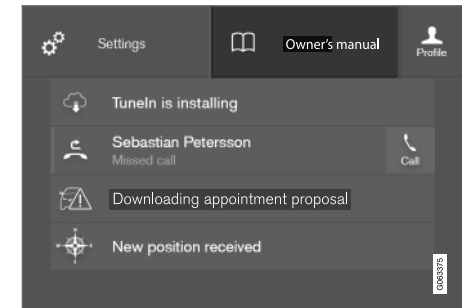 Settings
Owner's manual
Profile
TuneIn is installing
Sebastian Petersson
Missed call
Call
Downloading appointment proposal
New position received
G063375